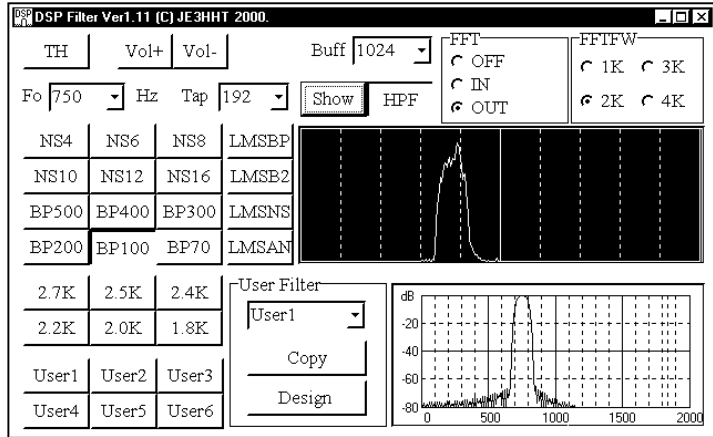 DSP DSP Filter Ver1.11 (C) JE3HHT 2000.
TH Vol+ Vol- Buff 1024
FFT
OFF
IN
OUT
FFTFW
1K 3K
2K 4K
Fo 750 Hz Tap 192 Show HPF
NS4 NS6 NS8 LMSBP
NS10 NS12 NS16 LMSB2
BP500 BP400 BP300 LMSNS
BP200 BP100 BP70 LMSAN
2.7K 2.5K 2.4K
2.2K 2.0K 1.8K
User1 User2 User3
User4 User5 User6
User Filter
User1
Copy
Design
dB
-20
-40
-60
-80
0 500 1000 1500 2000